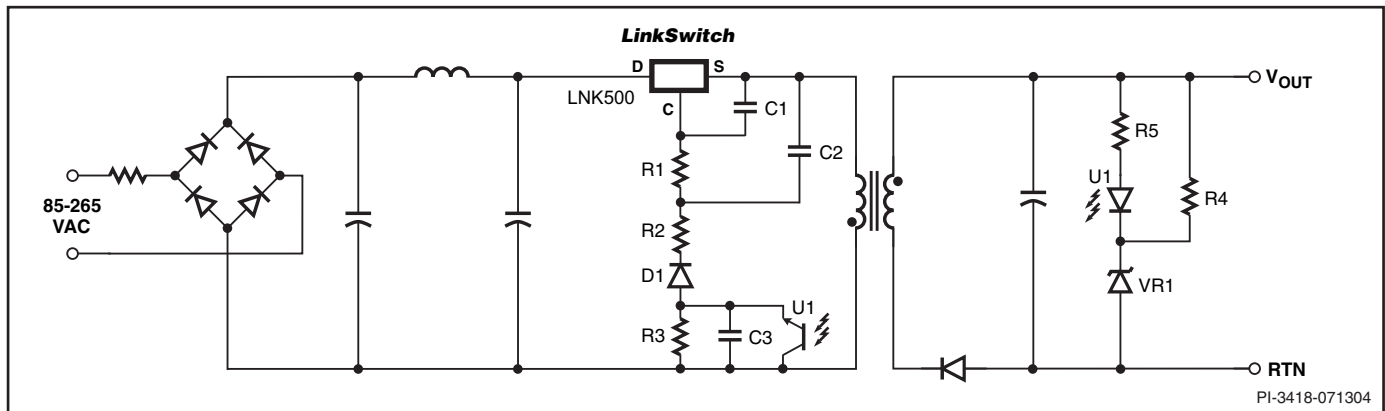 LinkSwitch
D
S
LNK500
C
C1
C2
R1
R2
D1
R3
C3
U1
85-265
VAC
VOUT
R5
U1
R4
VR1
RTN
PI-3418-071304